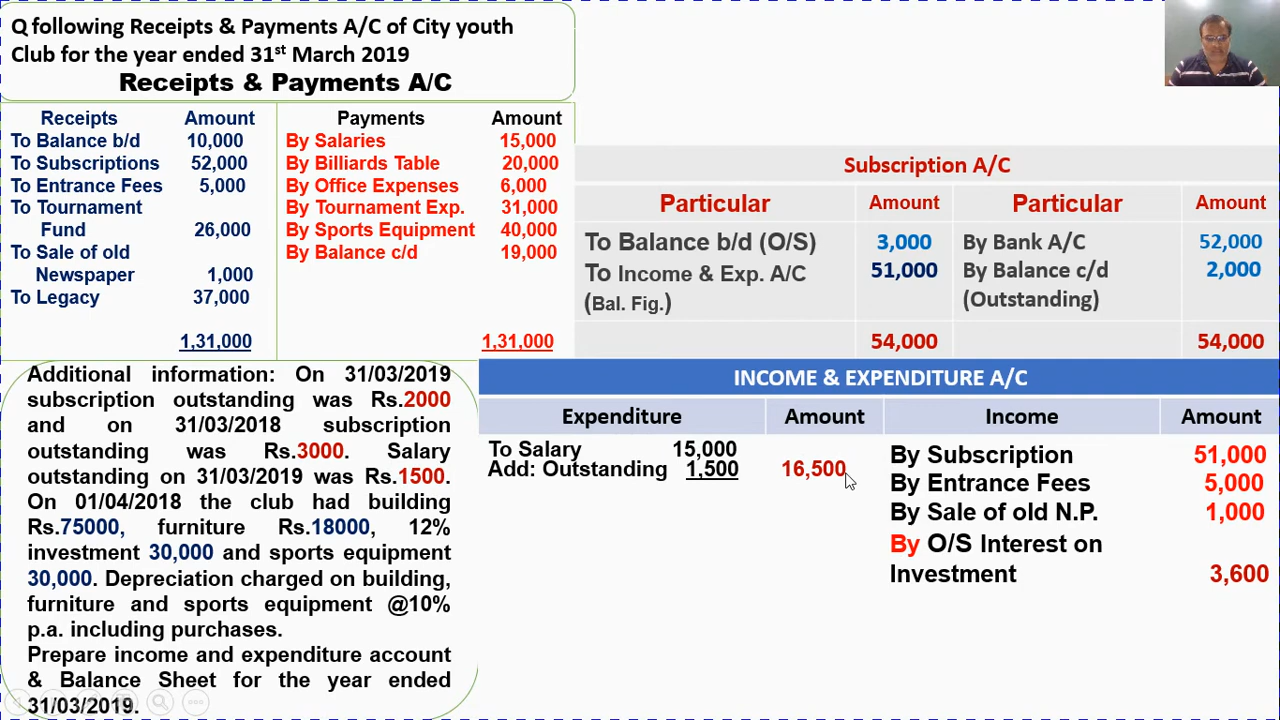 Q following Receipts & Payments A/C of City youth
Club for the year ended 31st March 2019
Receipts & Payments A/C
Receipts Amount Payments Amount
To Balance b/d 10,000 By Salaries 15,000
To Subscriptions 52,000 By Billiards Table 20,000
To Entrance Fees 5,000 By Office Expenses 6,000
To Tournament By Tournament Exp. 31,000
Fund 26,000 By Sports Equipment 40,000
To Sale of old By Balance c/d 19,000
Newspaper 1,000
To Legacy 37,000
1,31,000 1,31,000
Subscription A/C
Particular Amount Particular Amount
To Balance b/d (O/S) 3,000 By Bank A/C 52,000
To Income & Exp. A/C 51,000 By Balance c/d 2,000
(Bal. Fig.) (Outstanding)
54,000 54,000
Additional information: On 31/03/2019
subscription outstanding was Rs.2000
and on 31/03/2018 subscription
outstanding was Rs.3000. Salary
outstanding on 31/03/2019 was Rs.1500.
On 01/04/2018 the club had building
Rs.75000, furniture Rs.18000, 12%
investment 30,000 and sports equipment
30,000. Depreciation charged on building,
furniture and sports equipment @10%
p.a. including purchases.
Prepare income and expenditure account
& Balance Sheet for the year ended
31/03/2019.
INCOME & EXPENDITURE A/C
Expenditure Amount Income Amount
To Salary 15,000 By Subscription 51,000
Add: Outstanding 1,500 16,500 By Entrance Fees 5,000
By Sale of old N.P. 1,000
By O/S Interest on
Investment 3,600